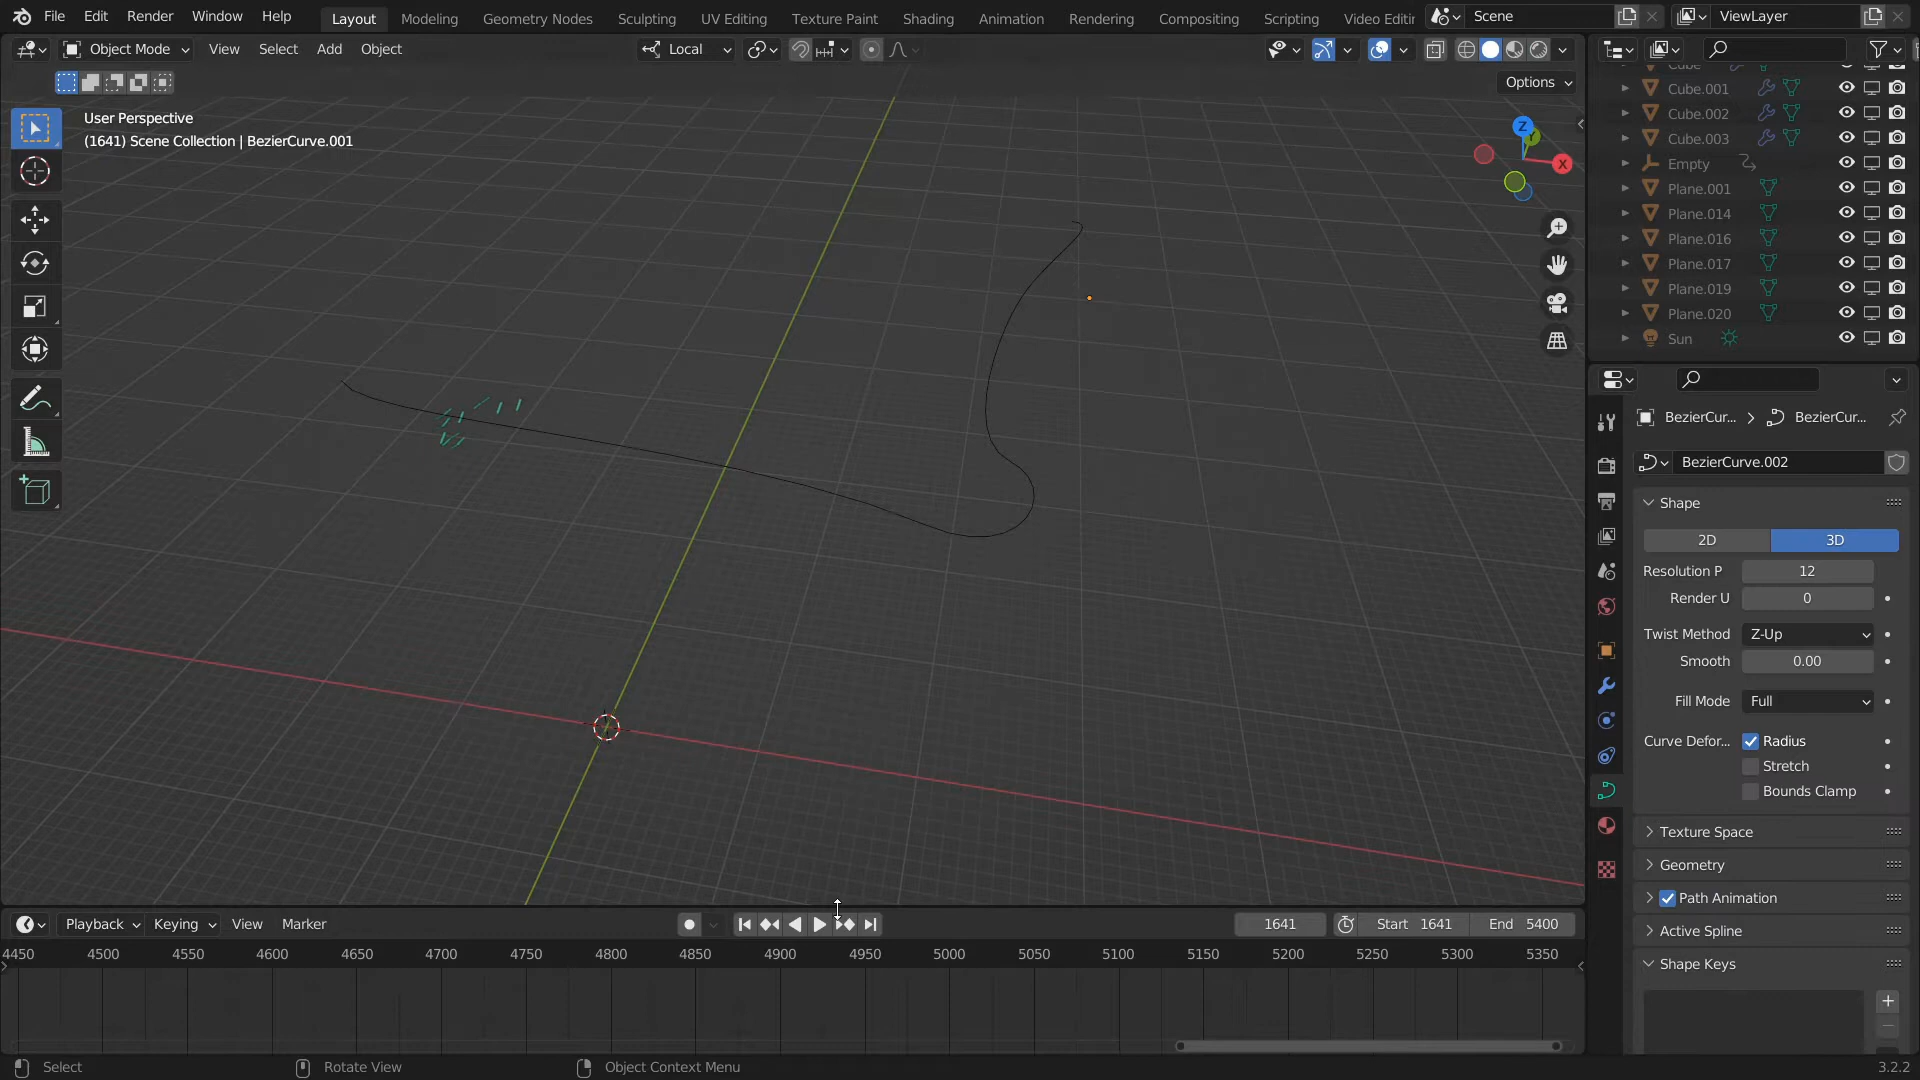 File Edit Render Window Help Layout Modeling Geometry Nodes Sculpting UV Editing Texture Paint Shading Animation Rendering Compositing Scripting Video Editin Scene ViewLayer
Object Mode View Select Add Object Local
Options
User Perspective
(1641) Scene Collection | BezierCurve.001
Z
X
Cube
Cube.001
Cube.002
Cube.003
Empty
Plane.001
Plane.014
Plane.016
Plane.017
Plane.019
Plane.020
Sun
BezierCur... BezierCur...
BezierCurve.002
Shape
2D 3D
Resolution P 12
Render U 0
Twist Method Z-Up
Smooth 0.00
Fill Mode Full
Curve Defor... Radius
Stretch
Bounds Clamp
Texture Space
Geometry
Path Animation
Active Spline
Shape Keys
Playback Keying View Marker 1641 Start 1641 End 5400
4450 4500 4550 4600 4650 4700 4750 4800 4850 4900 4950 5000 5050 5100 5150 5200 5250 5300 5350
Select Rotate View Object Context Menu 3.2.2